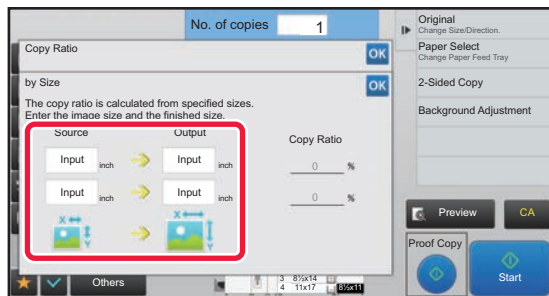 No. of copies 1
Original
Change Size/Direction.
Paper Select
Change Paper Feed Tray
2-Sided Copy
Background Adjustment
Copy Ratio
OK
by Size
OK
The copy ratio is calculated from specified sizes.
Enter the image size and the finished size.
Source Output
Copy Ratio
Input inch Input inch
0 %
Input inch Input inch
0 %
X Y X Y
Preview
CA
Proof Copy
Start
Others
3 8½x14
4 11x17
8½x11